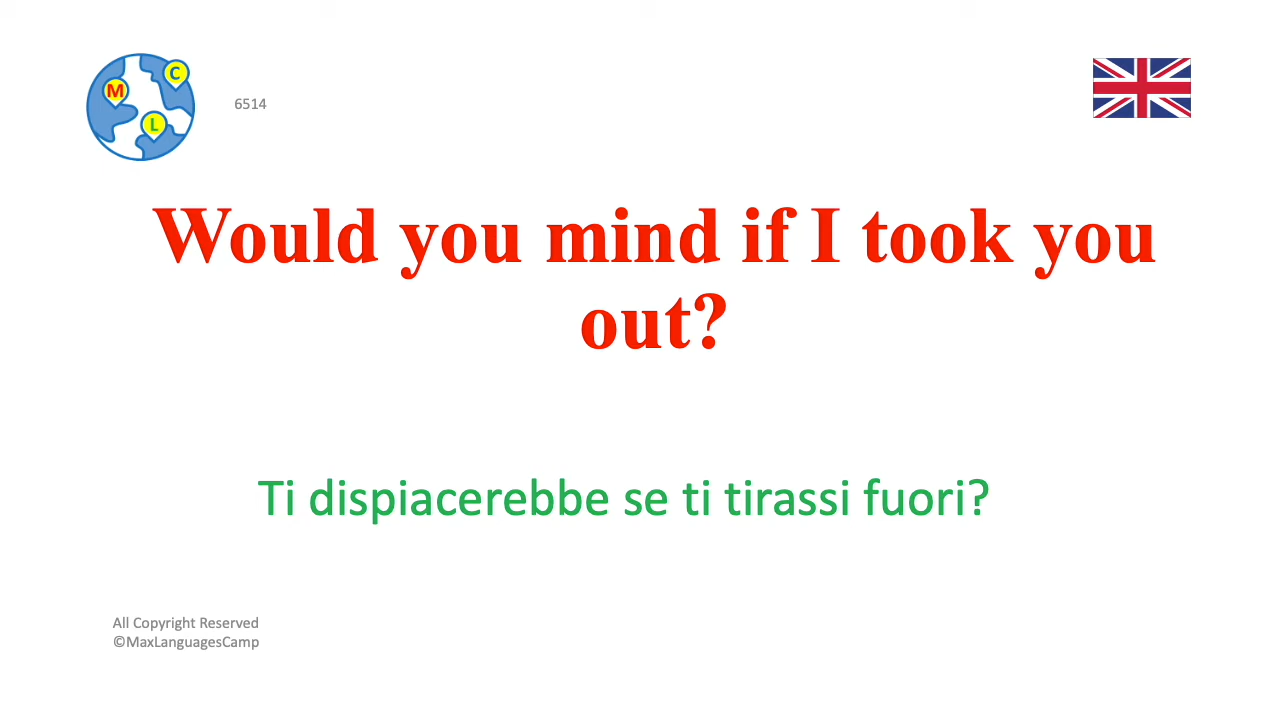 M
C
L
6514
Would you mind if I took you
out?
Ti dispiacerebbe se ti tirassi fuori?
All Copyright Reserved
©MaxLanguagesCamp